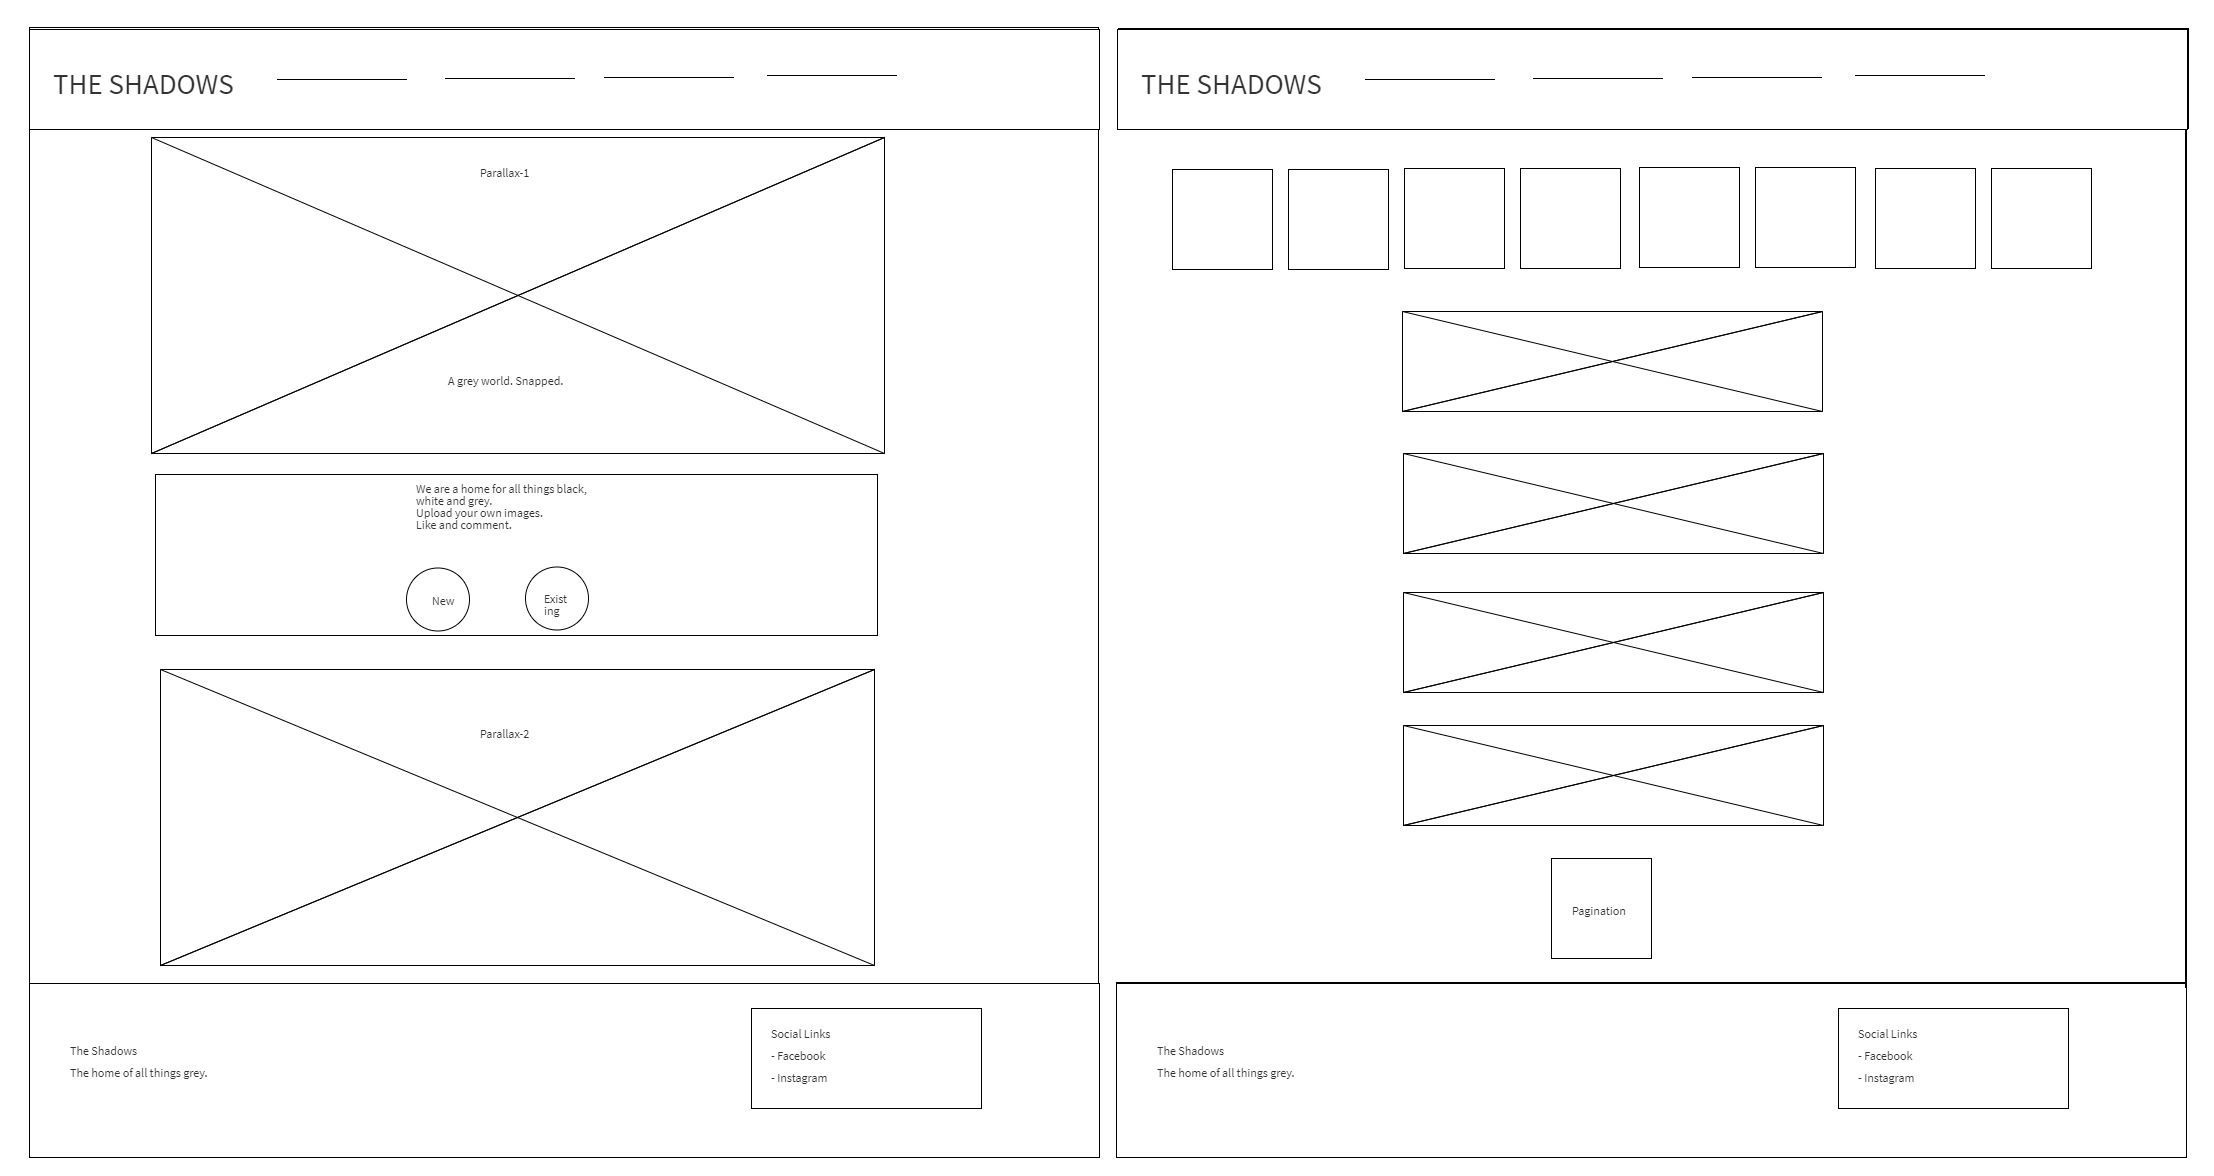 THE SHADOWS
Parallax-1
A grey world. Snapped.
We are a home for all things black,
white and grey.
Upload your own images.
Like and comment.
New
Exist
ing
Parallax-2
The Shadows
The home of all things grey.
Social Links
- Facebook
- Instagram
THE SHADOWS
Pagination
The Shadows
The home of all things grey.
Social Links
- Facebook
- Instagram